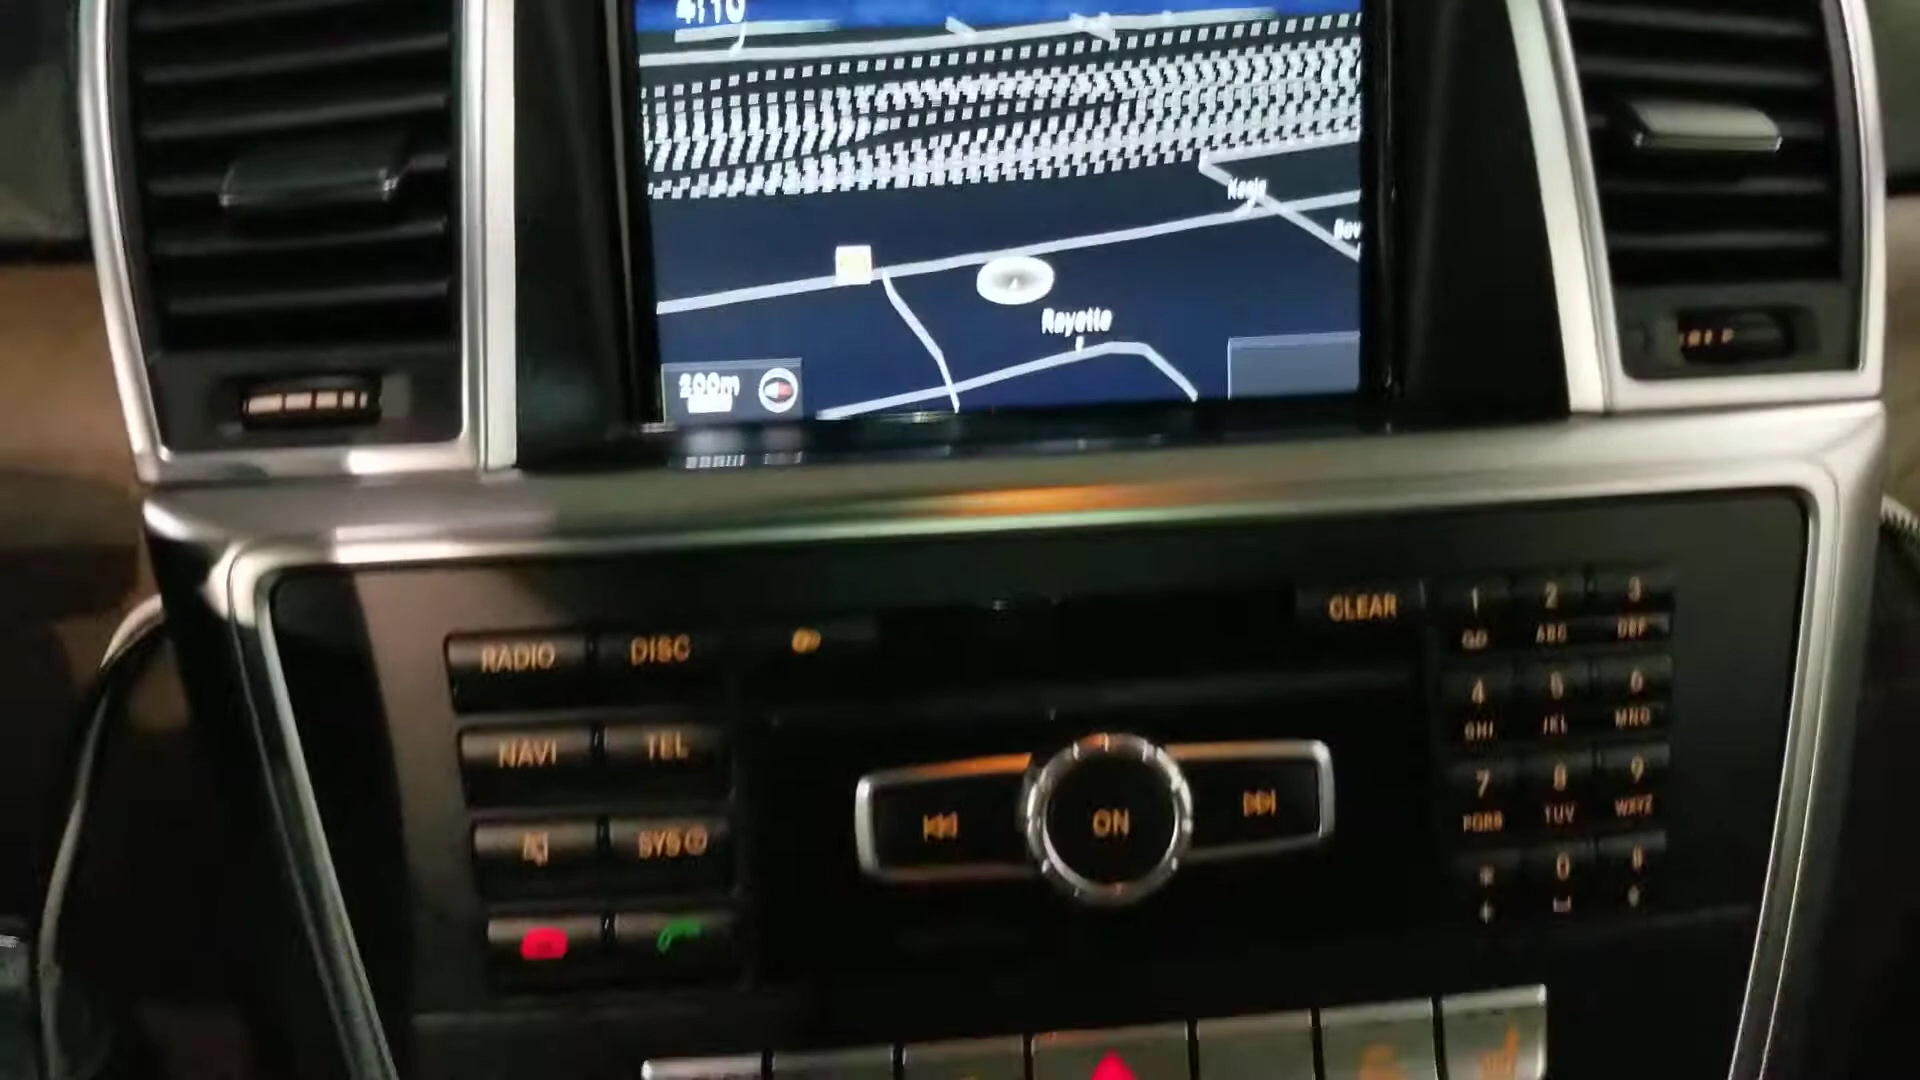 4/10
Rayette
200m
CLEAR
1 2 3
ABC DEF
RADIO DISC
4 5 6
GHI JKL MNO
NAVI TEL
7 8 9
PQRS TUV WXYZ
ON
SYS
* 0 #
+